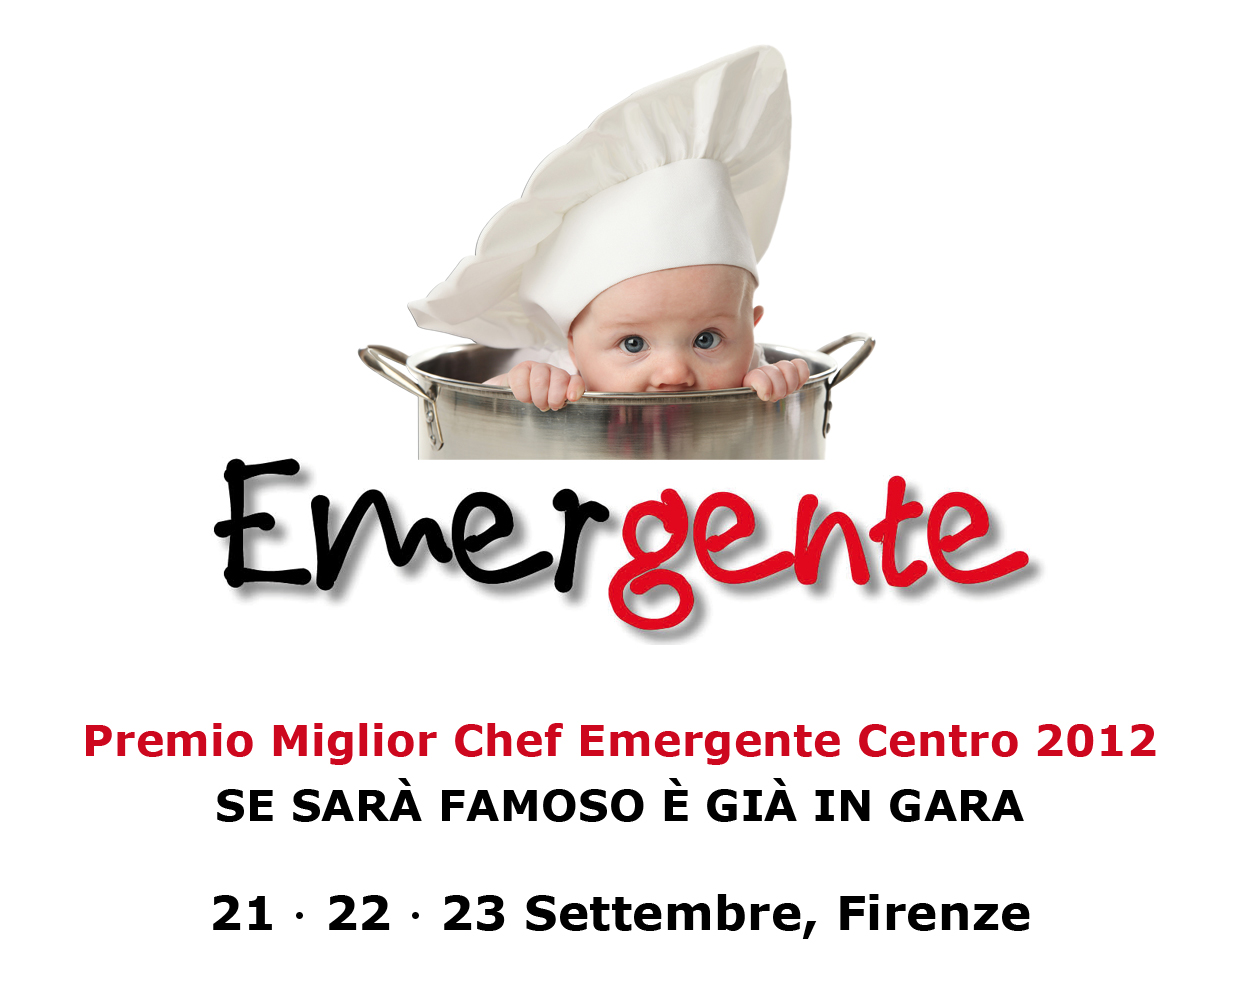 Emergente
Premio Miglior Chef Emergente Centro 2012
SE SARÀ FAMOSO È GIÀ IN GARA
21 · 22 · 23 Settembre, Firenze